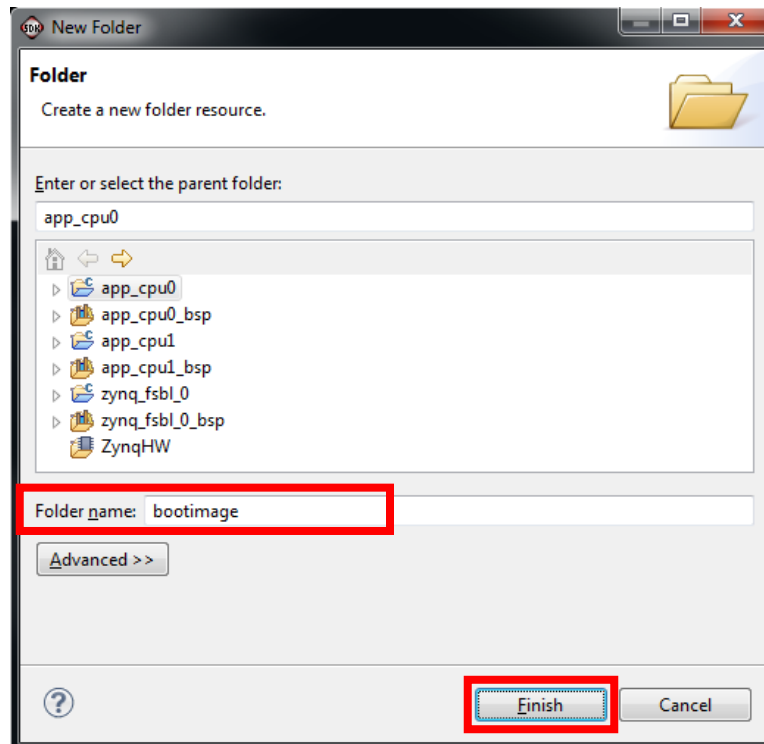 SDK New Folder
Folder
Create a new folder resource.
Enter or select the parent folder:
app_cpu0
app_cpu0
app_cpu0_bsp
app_cpu1
app_cpu1_bsp
zynq_fsbl_0
zynq_fsbl_0_bsp
ZynqHW
Folder name: bootimage
Advanced >>
Finish Cancel